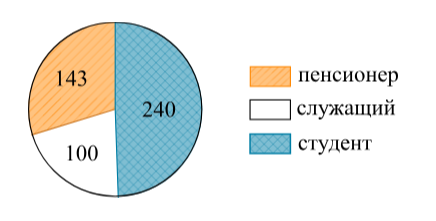 143
240
100
пенсионер
служащий
студент